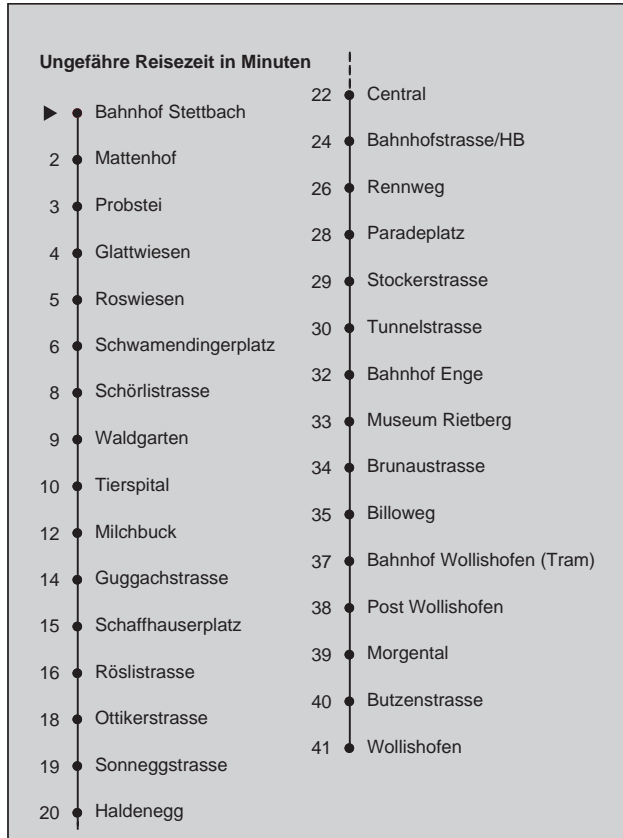 Ungefähre Reisezeit in Minuten
Bahnhof Stettbach
2 Mattenhof
3 Probstei
4 Glattwiesen
5 Roswiesen
6 Schwamendingerplatz
8 Schörlistrasse
9 Waldgarten
10 Tierspital
12 Milchbuck
14 Guggachstrasse
15 Schaffhauserplatz
16 Röslistrasse
18 Ottikerstrasse
19 Sonneggstrasse
20 Haldenegg
22 Central
24 Bahnhofstrasse/HB
26 Rennweg
28 Paradeplatz
29 Stockerstrasse
30 Tunnelstrasse
32 Bahnhof Enge
33 Museum Rietberg
34 Brunaustrasse
35 Billoweg
37 Bahnhof Wollishofen (Tram)
38 Post Wollishofen
39 Morgental
40 Butzenstrasse
41 Wollishofen